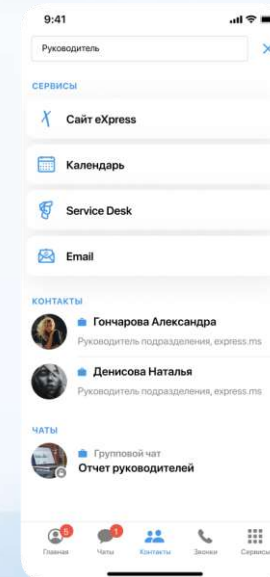 9:41
Руководитель
СЕРВИСЫ
Сайт eXpress
Календарь
Service Desk
Email
КОНТАКТЫ
Гончарова Александра
Руководитель подразделения, express.ms
Денисова Наталья
Руководитель подразделения, express.ms
ЧАТЫ
Групповой чат
Отчет руководителей
5
1
Главная
Чаты
Контакты
Звонки
Сервисы